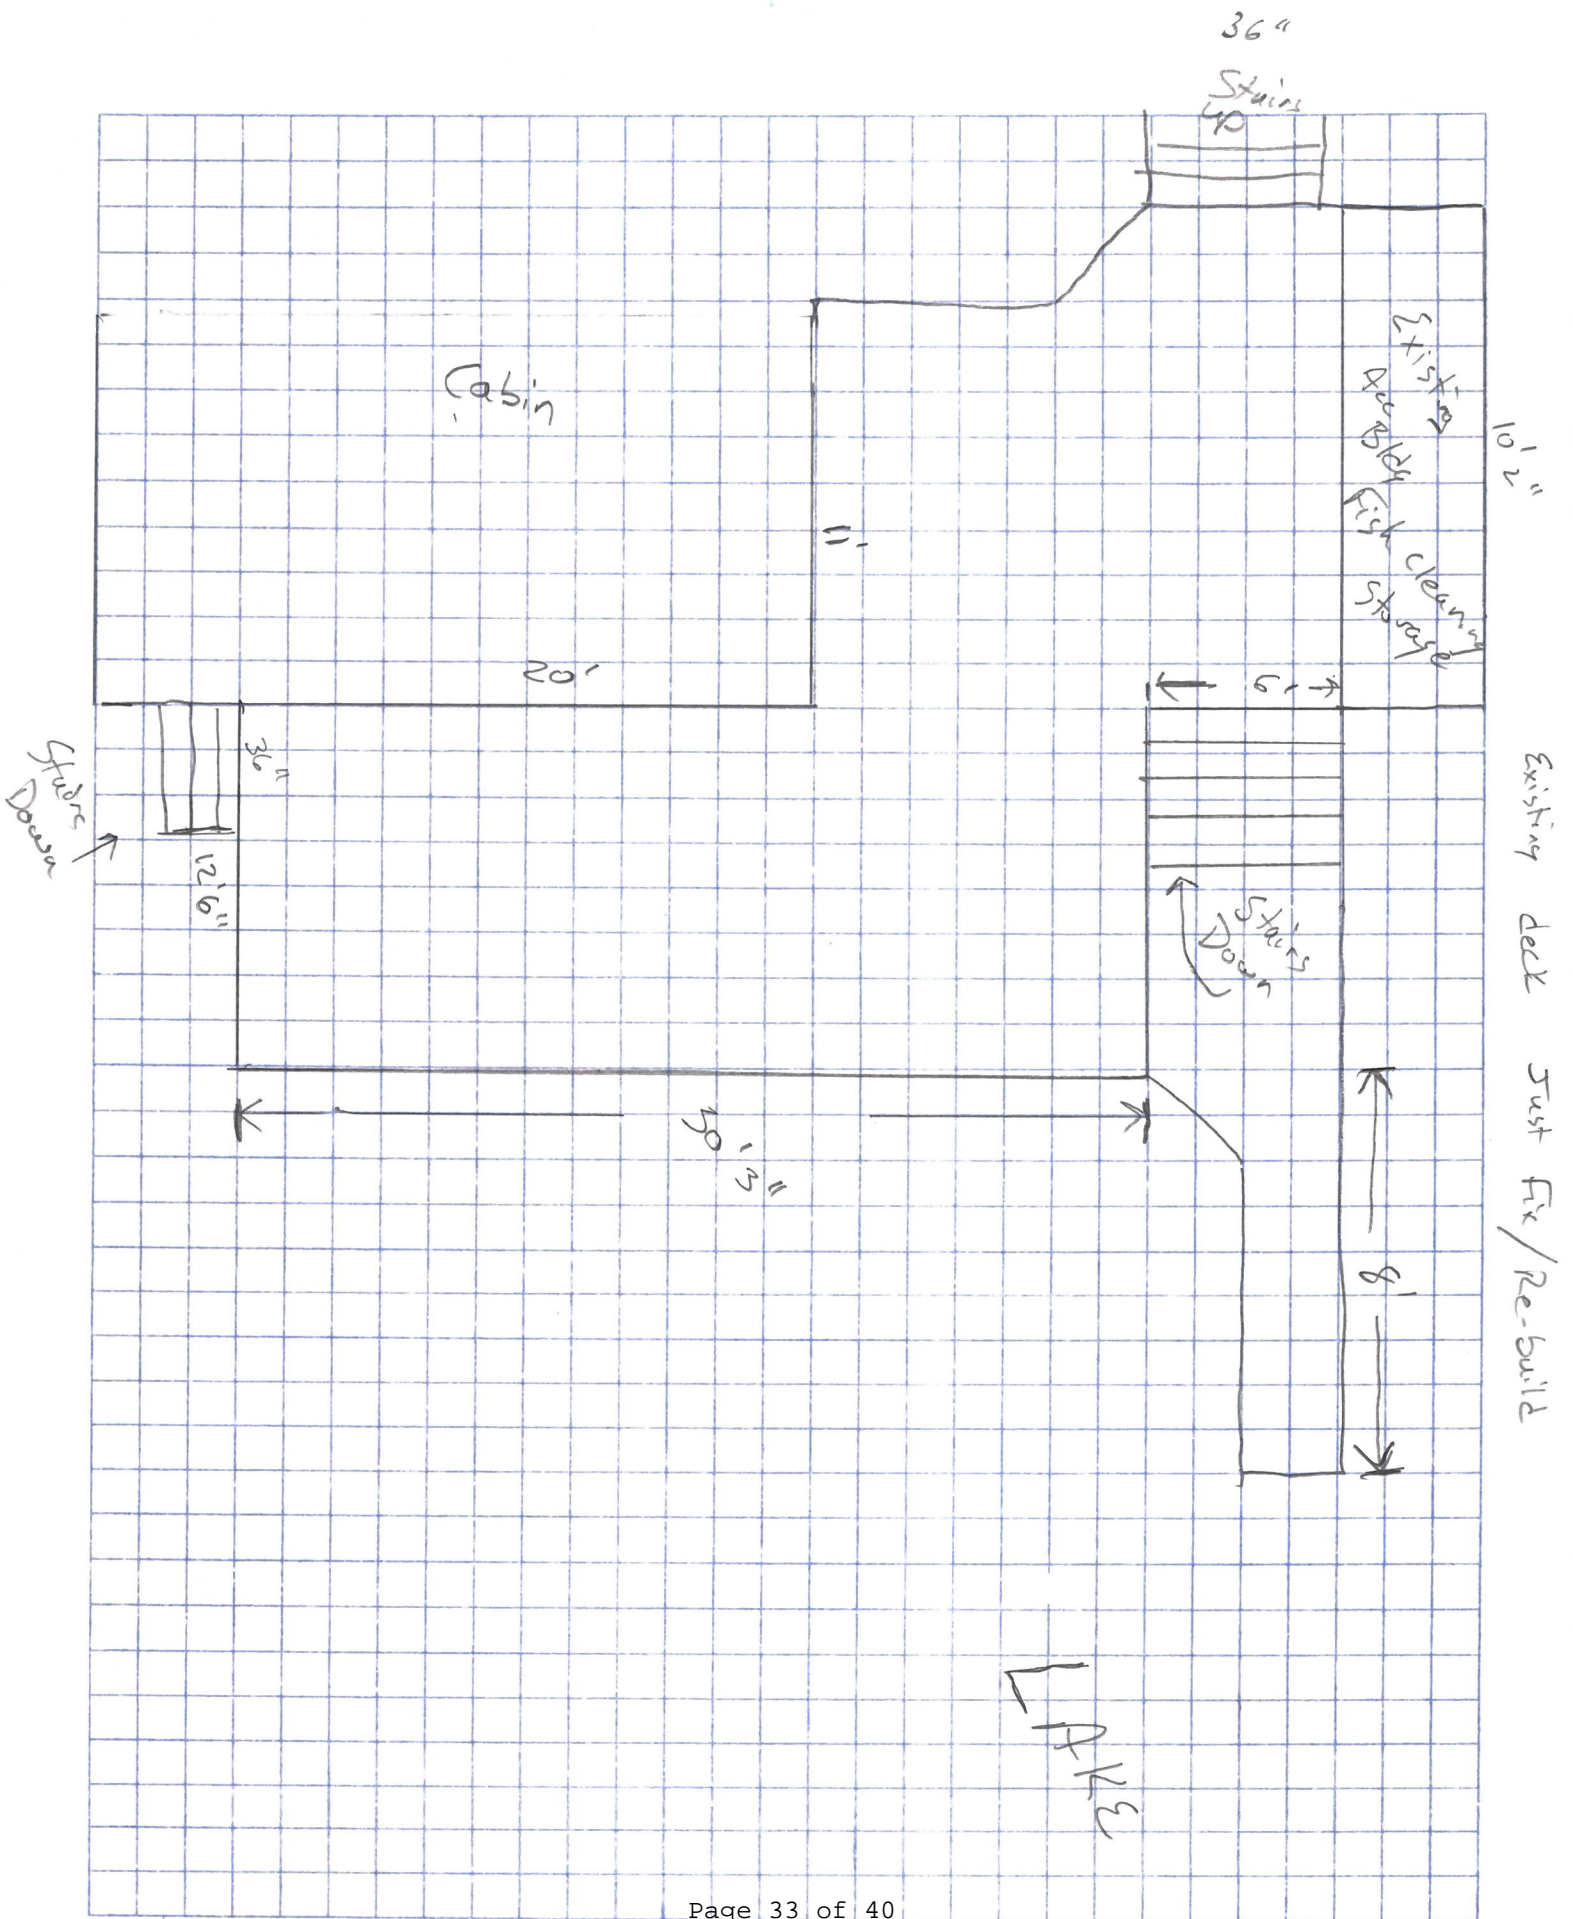 36"
Stairs
up
Cabin
Existing
Acc Bldg
Fish cleaning
Storage
10' 2"
11'
20'
6'
36"
Stairs
Down
12'6"
Stairs
Down
Existing deck Just fix/Re-build
30' 3"
8'
LAKE
Page 33 of 40